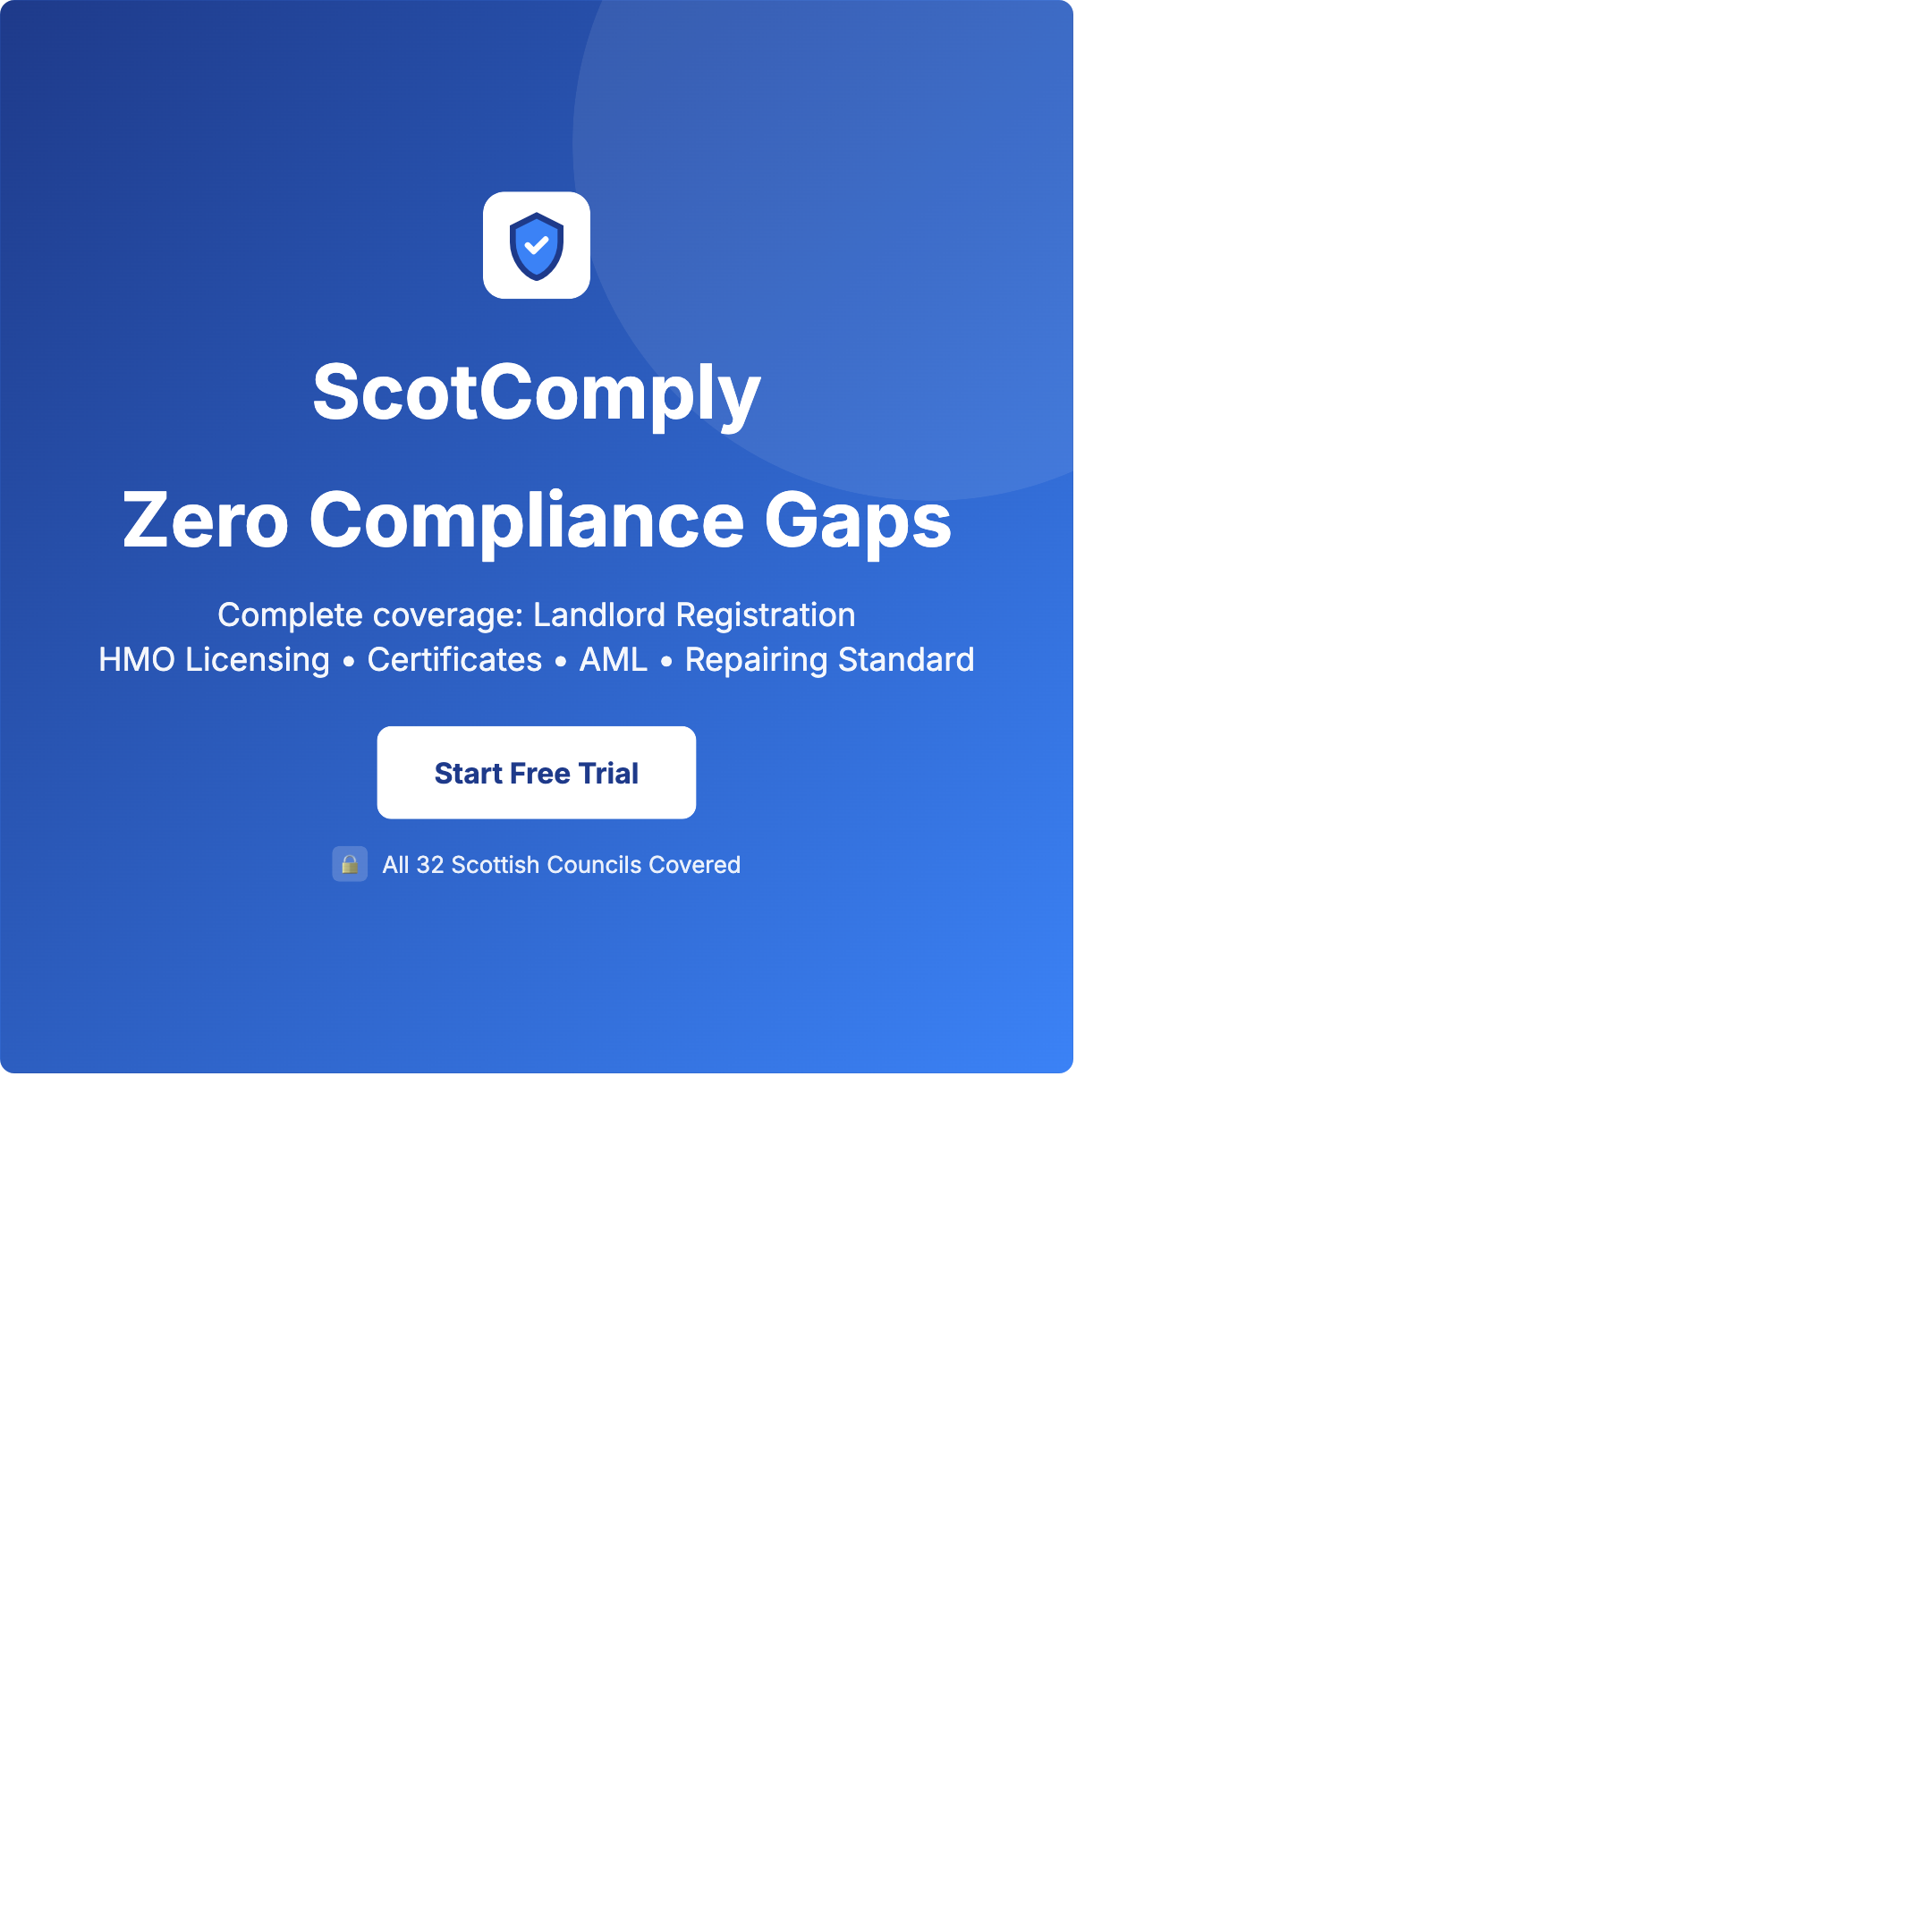 ScotComply
Zero Compliance Gaps
Complete coverage: Landlord Registration
HMO Licensing • Certificates • AML • Repairing Standard
Start Free Trial
All 32 Scottish Councils Covered